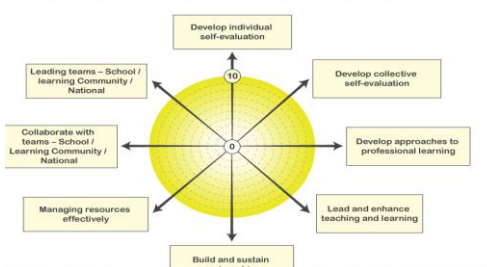 Develop individual
self-evaluation
10
Leading teams – School /
learning Community /
National
Develop collective
self-evaluation
Collaborate with
teams – School /
Learning Community /
National
0
Develop approaches to
professional learning
Managing resources
effectively
Lead and enhance
teaching and learning
Build and sustain